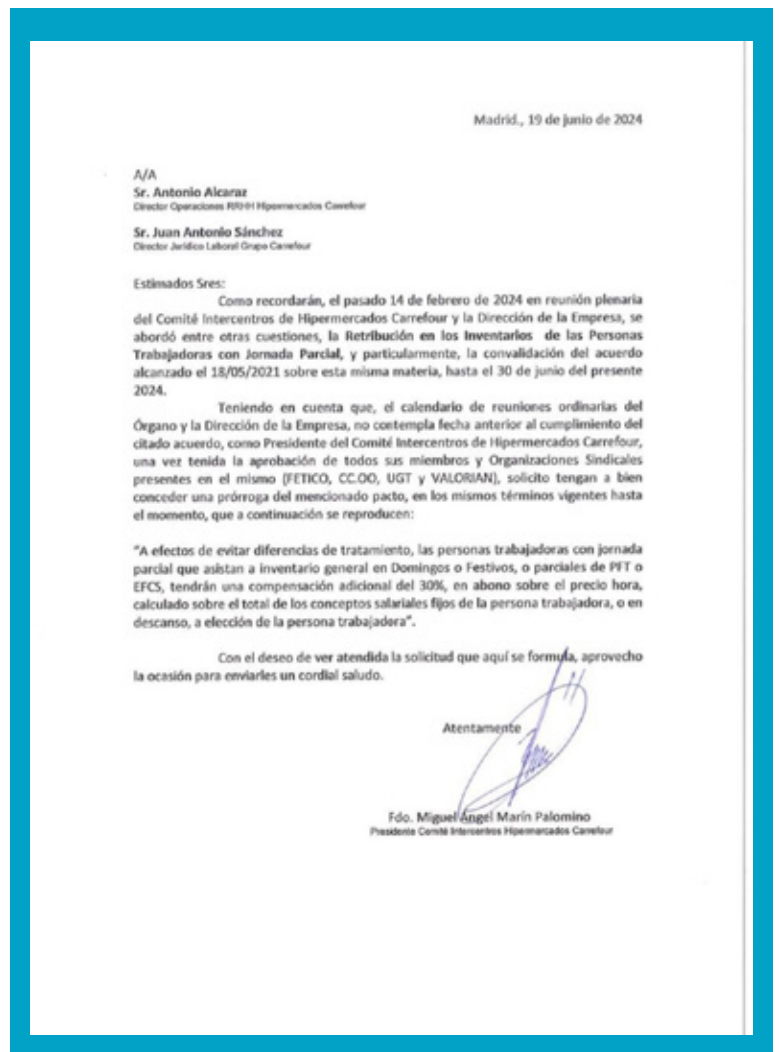 Madrid., 19 de junio de 2024
A/A
Sr. Antonio Alcaraz
Director Operaciones RRHH Hipermercados Carrefour
Sr. Juan Antonio Sánchez
Director Jurídico Laboral Grupo Carrefour
Estimados Sres:
Como recordarán, el pasado 14 de febrero de 2024 en reunión plenaria
del Comité Intercentros de Hipermercados Carrefour y la Dirección de la Empresa, se
abordó entre otras cuestiones, la Retribución en los Inventarios de las Personas
Trabajadoras con Jornada Parcial, y particularmente, la convalidación del acuerdo
alcanzado el 18/05/2021 sobre esta misma materia, hasta el 30 de junio del presente
2024.
Teniendo en cuenta que, el calendario de reuniones ordinarias del
Órgano y la Dirección de la Empresa, no contempla fecha anterior al cumplimiento del
citado acuerdo, como Presidente del Comité Intercentros de Hipermercados Carrefour,
una vez tenida la aprobación de todos sus miembros y Organizaciones Sindicales
presentes en el mismo (FETICO, CC.OO, UGT y VALORIAN), solicito tengan a bien
conceder una prórroga del mencionado pacto, en los mismos términos vigentes hasta
el momento, que a continuación se reproducen:
"A efectos de evitar diferencias de tratamiento, las personas trabajadoras con jornada
parcial que asistan a inventario general en Domingos o Festivos, o parciales de PFT o
EFCS, tendrán una compensación adicional del 30%, en abono sobre el precio hora,
calculado sobre el total de los conceptos salariales fijos de la persona trabajadora, o en
descanso, a elección de la persona trabajadora".
Con el deseo de ver atendida la solicitud que aquí se formula, aprovecho
la ocasión para enviarles un cordial saludo.
Atentamente
Fdo. Miguel Ángel Marín Palomino
Presidente Comité Intercentros Hipermercados Carrefour